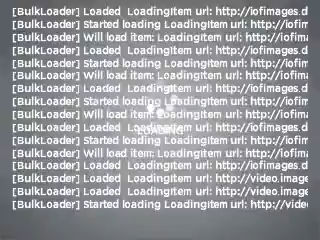 [BulkLoader] Loaded  LoadingItem url: http://iofimages.d
[BulkLoader] Started loading LoadingItem url: http://iofim
[BulkLoader] Will load item: LoadingItem url: http://iofima
[BulkLoader] Loaded  LoadingItem url: http://iofimages.d
[BulkLoader] Started loading LoadingItem url: http://iofim
[BulkLoader] Will load item: LoadingItem url: http://iofima
[BulkLoader] Loaded  LoadingItem url: http://iofimages.d
[BulkLoader] Started loading LoadingItem url: http://iofim
[BulkLoader] Will load item: LoadingItem url: http://iofima
[BulkLoader] Loaded  LoadingItem url: http://iofimages.d
LOADING
[BulkLoader] Started loading LoadingItem url: http://iofim
[BulkLoader] Will load item: LoadingItem url: http://iofima
[BulkLoader] Loaded  LoadingItem url: http://video.image
[BulkLoader] Will load item: LoadingItem url: http://video
[BulkLoader] Loaded  LoadingItem url: http://video.image
[BulkLoader] Started loading LoadingItem url: http://vide